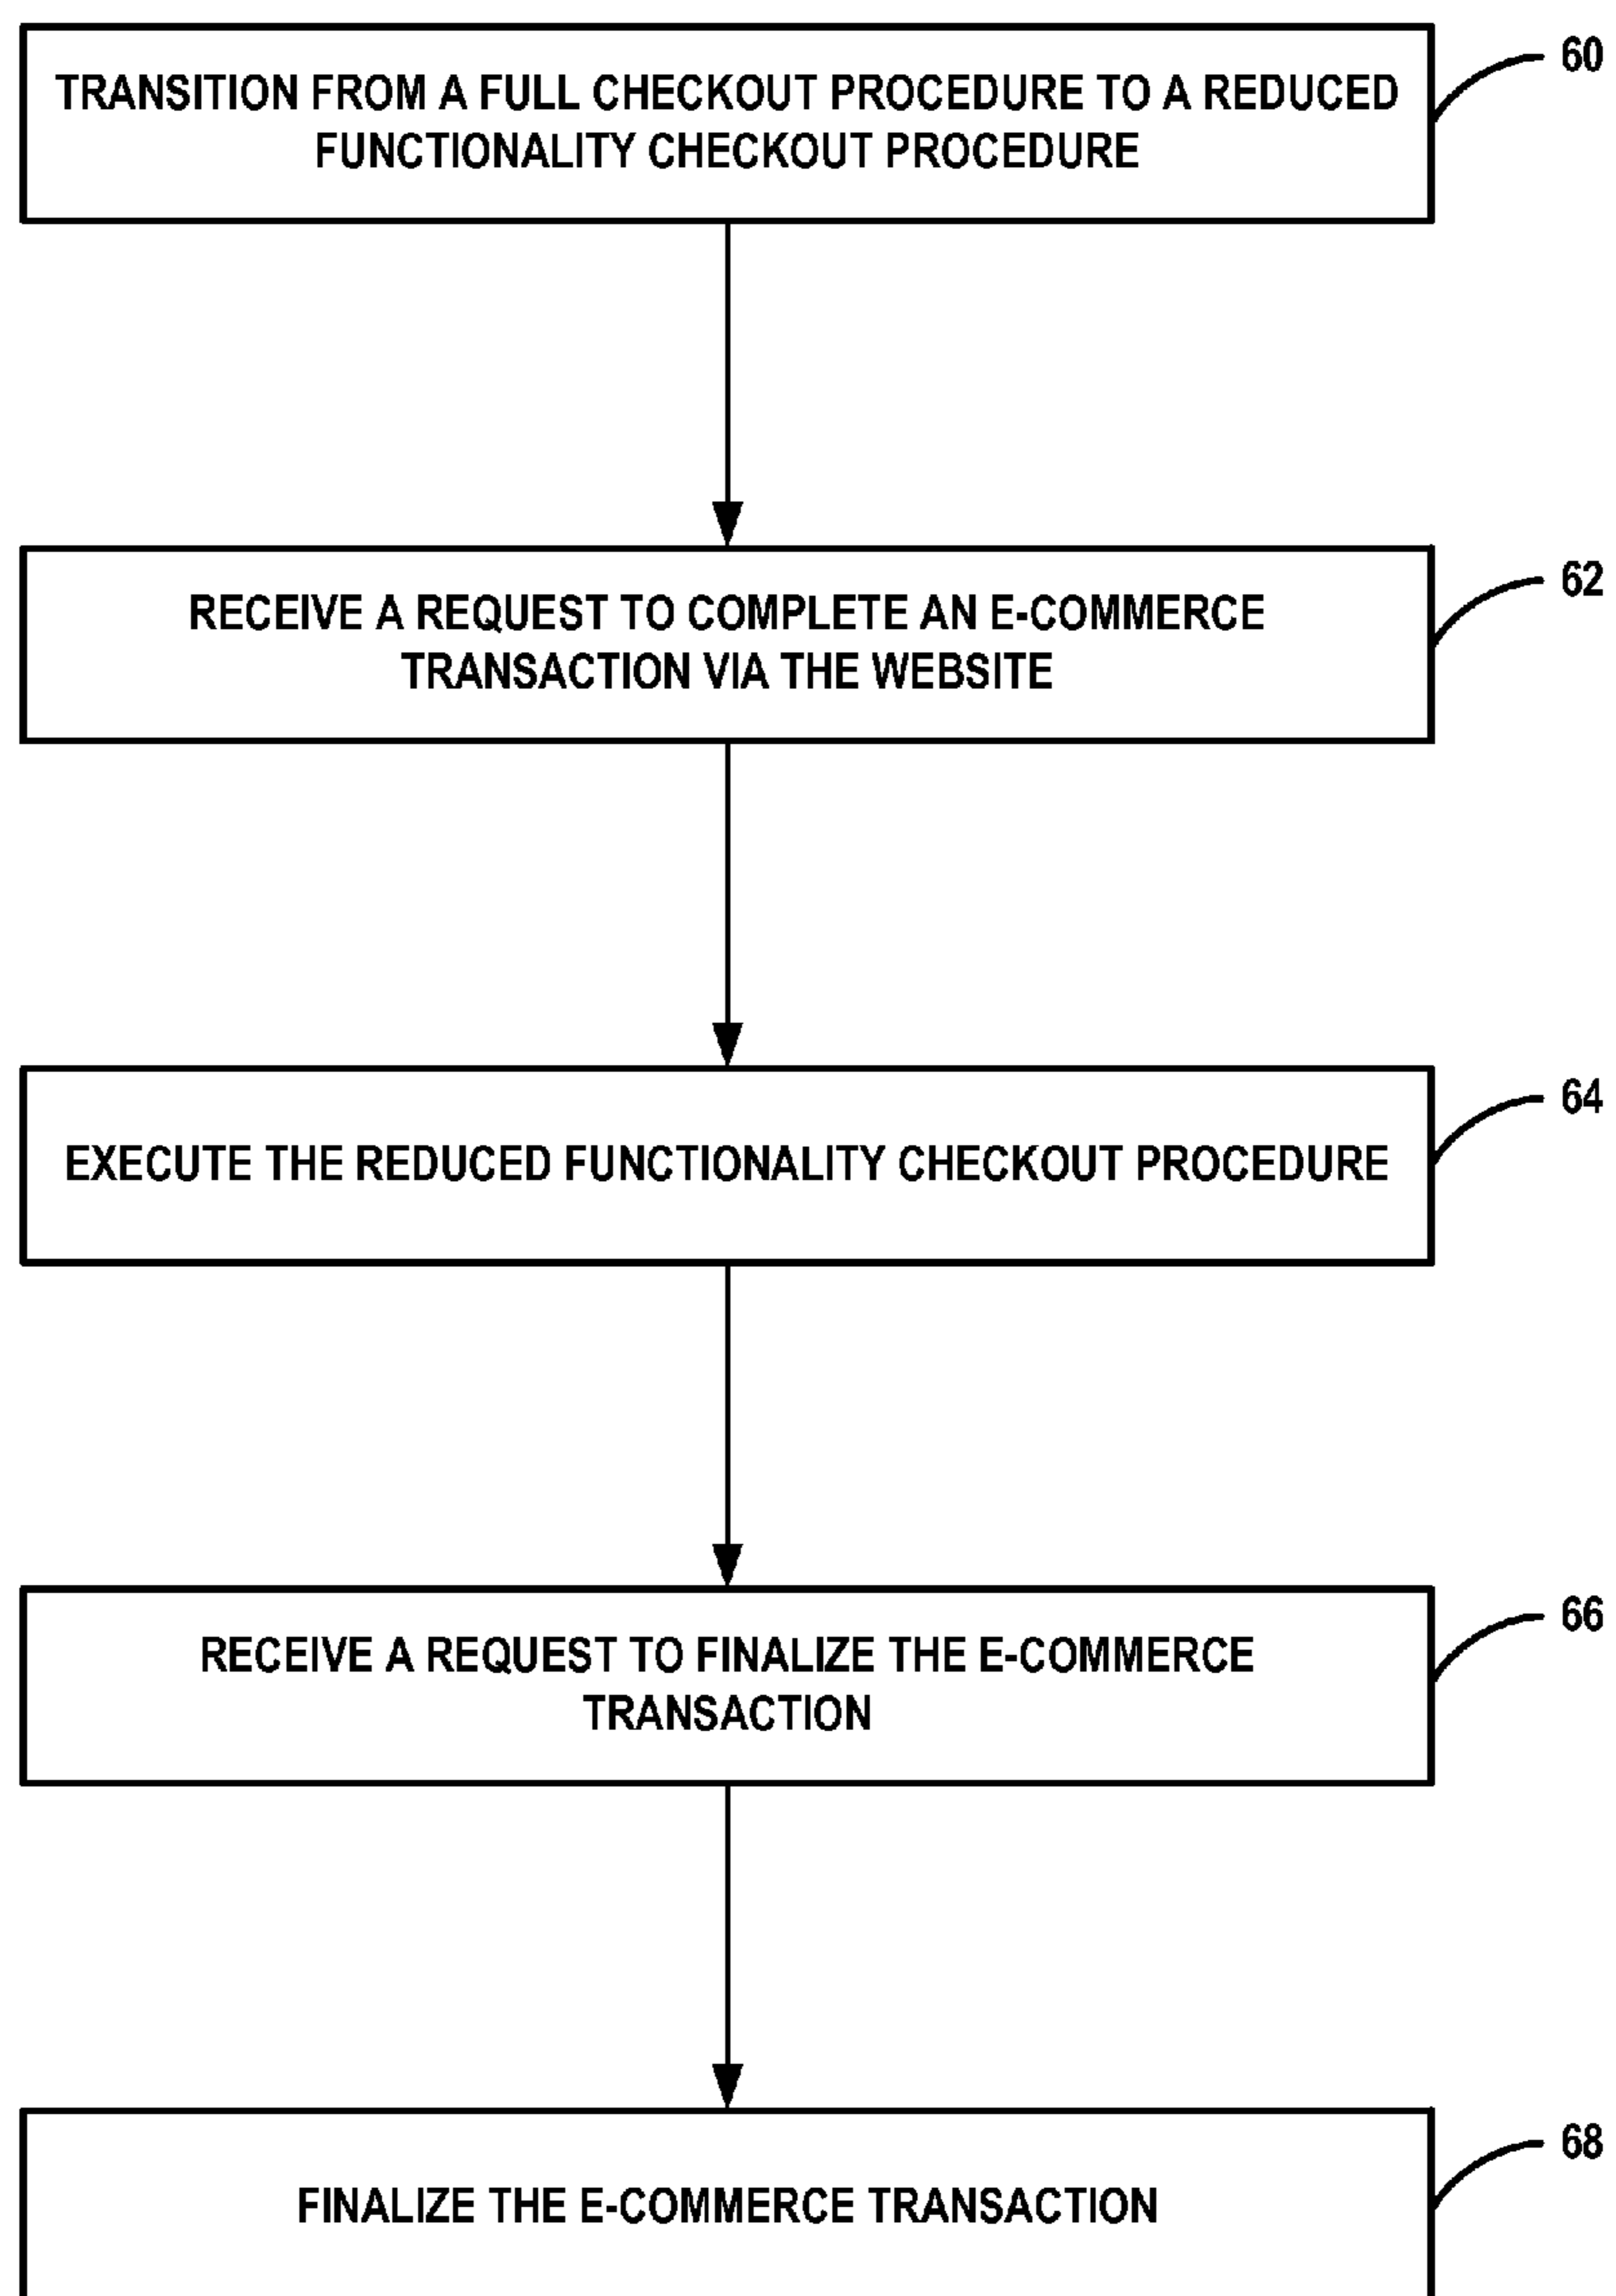 TRANSITION FROM A FULL CHECKOUT PROCEDURE TO A REDUCED
FUNCTIONALITY CHECKOUT PROCEDURE
60
RECEIVE A REQUEST TO COMPLETE AN E-COMMERCE
TRANSACTION VIA THE WEBSITE
62
EXECUTE THE REDUCED FUNCTIONALITY CHECKOUT PROCEDURE
64
RECEIVE A REQUEST TO FINALIZE THE E-COMMERCE
TRANSACTION
66
FINALIZE THE E-COMMERCE TRANSACTION
68